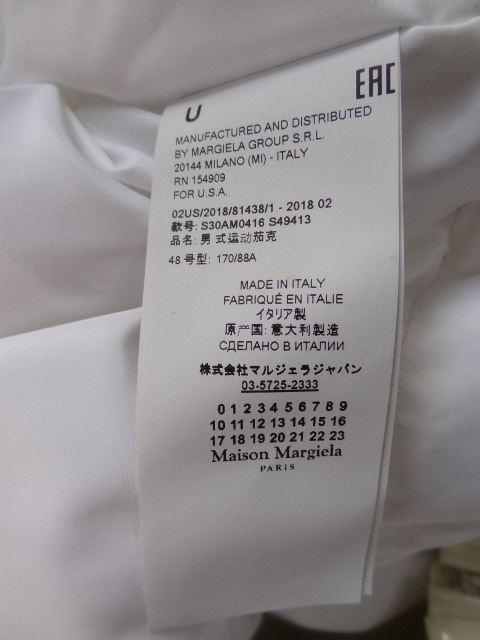 EAC
U
MANUFACTURED AND DISTRIBUTED
BY MARGIELA GROUP S.R.L.
20144 MILANO (MI) - ITALY
RN 154909
FOR U.S.A.
02US/2018/81438/1 - 2018 02
款号: S30AM0416 S49413
品名: 男式运动茄克
48 号型: 170/88A
MADE IN ITALY
FABRIQUÉ EN ITALIE
イタリア製
原产国: 意大利製造
СДЕЛАНО В ИТАЛИИ
株式会社マルジェラジャパン
03-5725-2333
0 1 2 3 4 5 6 7 8 9
10 11 12 13 14 15 16
17 18 19 20 21 22 23
Maison Margiela
PARIS